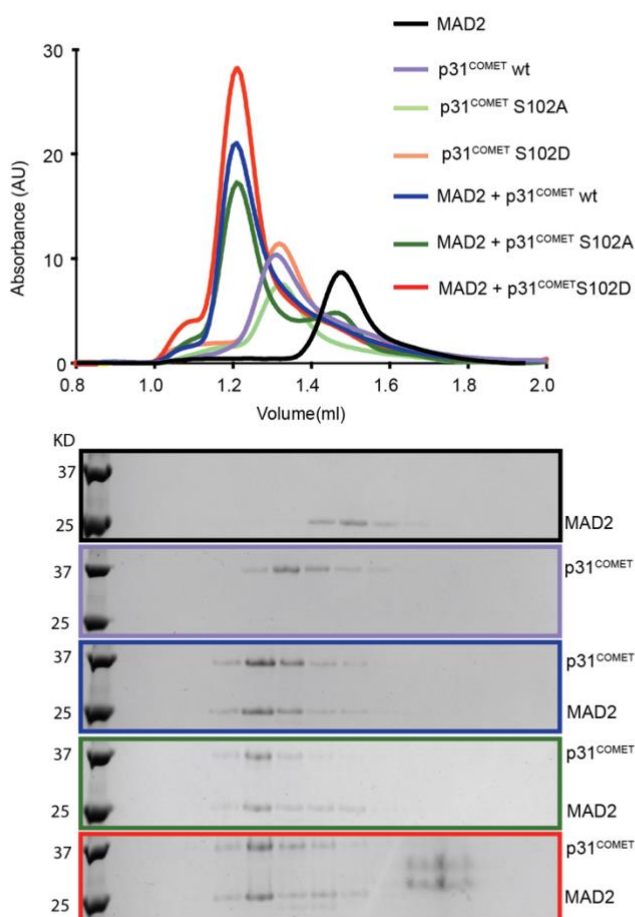 MAD2
p31COMET wt
p31COMET S102A
p31COMET S102D
MAD2 + p31COMET wt
MAD2 + p31COMET S102A
MAD2 + p31COMETS102D
Absorbance (AU)
30
20
10
0
0.8 1.0 1.2 1.4 1.6 1.8 2.0
Volume(ml)
KD
37
25
MAD2
37
25
p31COMET
37
25
p31COMET
MAD2
37
25
p31COMET
MAD2
37
25
p31COMET
MAD2